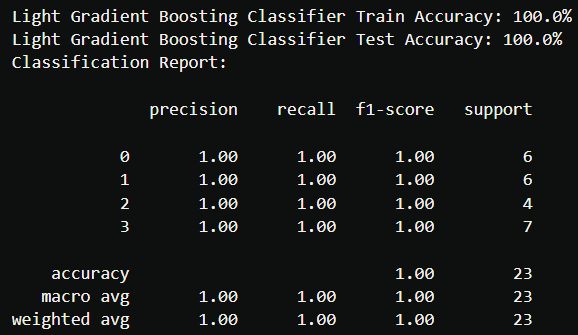 Light Gradient Boosting Classifier Train Accuracy: 100.0%
Light Gradient Boosting Classifier Test Accuracy: 100.0%
Classification Report:
precision recall f1-score support
0 1.00 1.00 1.00 6
1 1.00 1.00 1.00 6
2 1.00 1.00 1.00 4
3 1.00 1.00 1.00 7
accuracy 1.00 23
macro avg 1.00 1.00 1.00 23
weighted avg 1.00 1.00 1.00 23